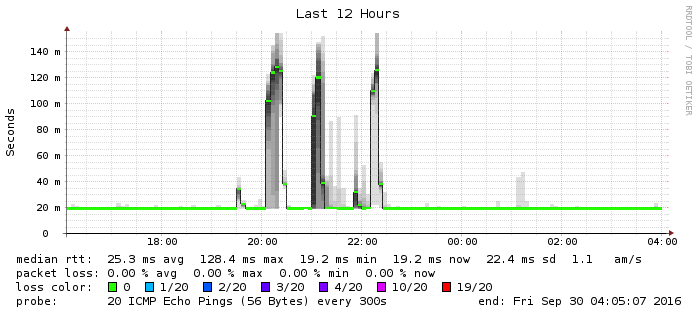 Last 12 Hours
RRDTOOL / TOBI OETIKER
Seconds
140 m
120 m
100 m
80 m
60 m
40 m
20 m
0
18:00 20:00 22:00 00:00 02:00 04:00
median rtt: 25.3 ms avg 128.4 ms max 19.2 ms min 19.2 ms now 22.4 ms sd 1.1 am/s
packet loss: 0.00 % avg 0.00 % max 0.00 % min 0.00 % now
loss color: 0 1/20 2/20 3/20 4/20 10/20 19/20
probe: 20 ICMP Echo Pings (56 Bytes) every 300s end: Fri Sep 30 04:05:07 2016